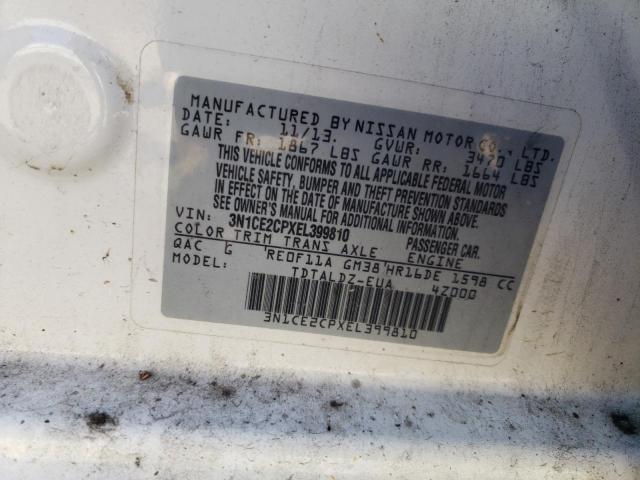 MANUFACTURED BY NISSAN MOTOR CO., LTD.
DATE: 11/13. GVWR: 3470 LBS
GAWR FR: 1867 LBS GAWR RR: 1664 LBS
THIS VEHICLE CONFORMS TO ALL APPLICABLE FEDERAL MOTOR
VEHICLE SAFETY, BUMPER AND THEFT PREVENTION STANDARDS
IN EFFECT ON THE DATE OF MANUFACTURE SHOWN ABOVE.
SEE OWNER'S MANUAL FOR ADDITIONAL INFORMATION.
VIN: 3N1CE2CPXEL399810 PASSENGER CAR.
COLOR TRIM TRANS AXLE ENGINE
QAC G RE0F11A GM38 HR16DE 1598 CC
MODEL: TDTALDZ-EUA 4Z000
3N1CE2CPXEL399810